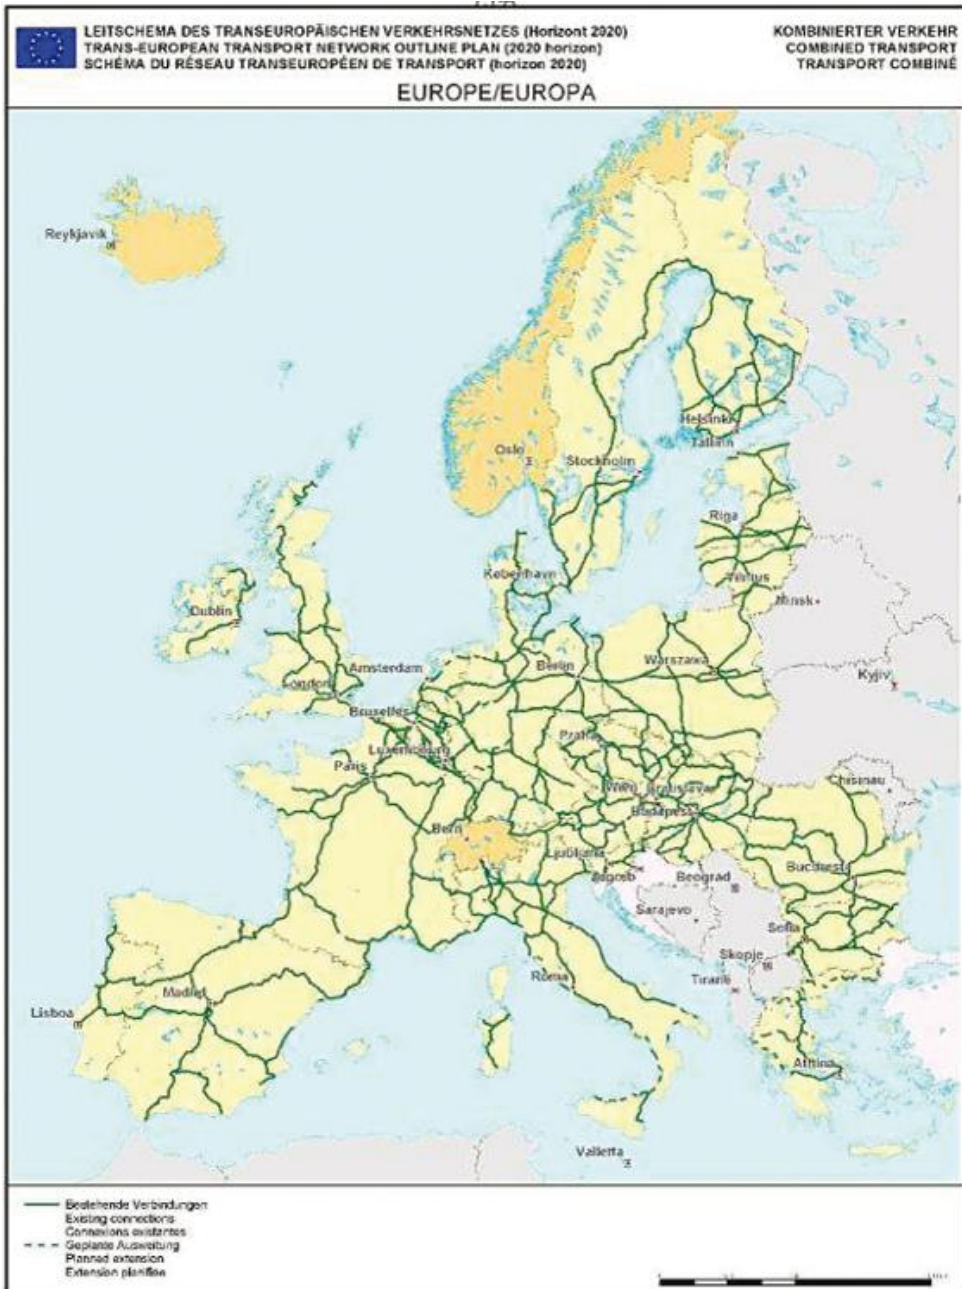 LEITSCHEMA DES TRANSEUROPÄISCHEN VERKEHRSNETZES (Horizont 2020)
TRANS-EUROPEAN TRANSPORT NETWORK OUTLINE PLAN (2020 horizon)
SCHÉMA DU RÉSEAU TRANSEUROPÉEN DE TRANSPORT (horizon 2020)
KOMBINIERTER VERKEHR
COMBINED TRANSPORT
TRANSPORT COMBINÉ
EUROPE/EUROPA
Reykjavik
Helsinki
Tallinn
Oslo
Stockholm
Riga
København
Vilnius
Minsk
Dublin
Amsterdam
Berlin
Warszawa
Kyjiv
London
Bruxelles
Praha
Luxembourg
Paris
Chisinau
Wien
Bratislava
Budapest
Bern
Ljubljana
Bucharest
Zagreb
Beograd
Sarajevo
Sofia
Skopje
Roma
Tiranë
Madrid
Lisboa
Athina
Valletta
Bestehende Verbindungen
Existing connections
Connexions existantes
Geplante Ausweitung
Planned extension
Extension planifiée